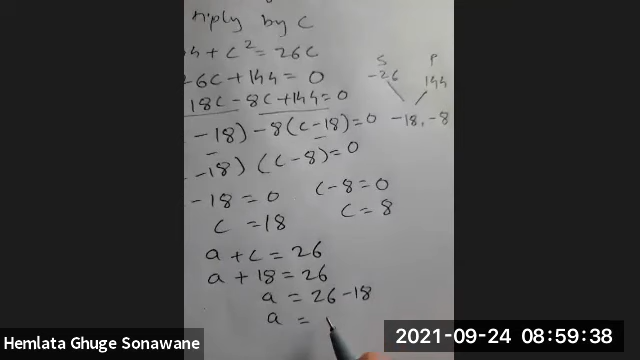 tiply by C
4 + c² = 26c
26c + 144 = 0
18c - 8c + 144 = 0
S P
-26 144
-18, -8
- 18) - 8(c - 18) = 0
- 18) (c - 8) = 0
- 18 = 0 c - 8 = 0
c = 18 c = 8
a + c = 26
a + 18 = 26
a = 26 - 18
a =
Hemlata Ghuge Sonawane
2021-09-24 08:59:38